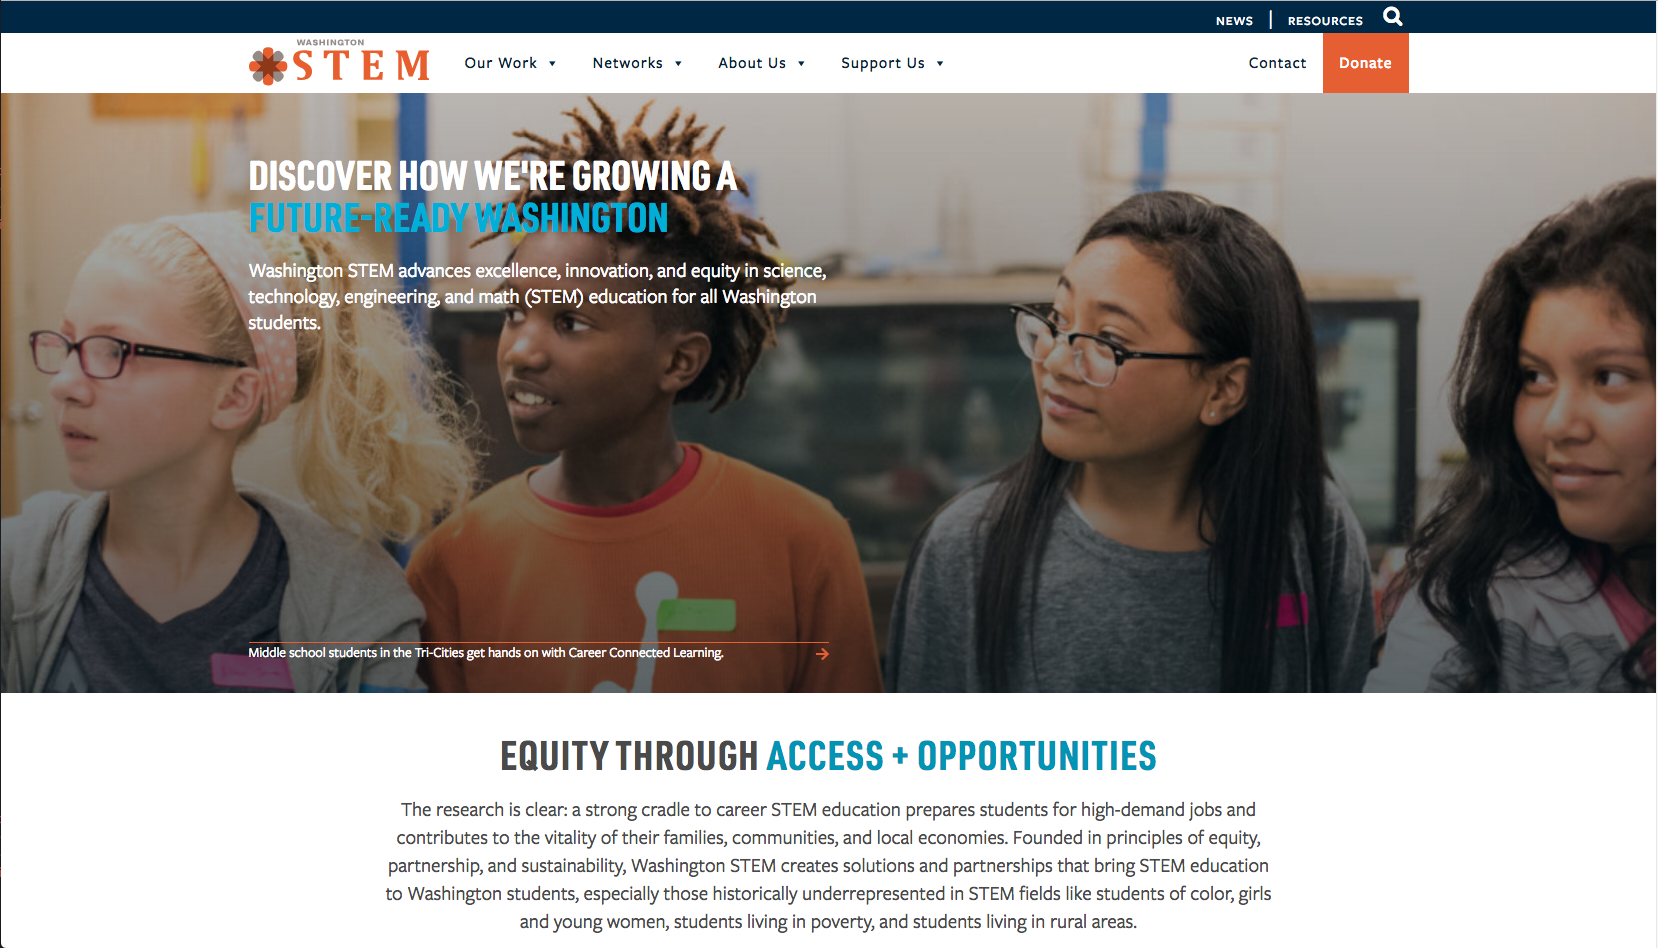 NEWS
RESOURCES
WASHINGTON
STEM
Our Work
Networks
About Us
Support Us
Contact
Donate
DISCOVER HOW WE'RE GROWING A
FUTURE-READY WASHINGTON
Washington STEM advances excellence, innovation, and equity in science,
technology, engineering, and math (STEM) education for all Washington
students.
Middle school students in the Tri-Cities get hands on with Career Connected Learning.
EQUITY THROUGH ACCESS + OPPORTUNITIES
The research is clear: a strong cradle to career STEM education prepares students for high-demand jobs and
contributes to the vitality of their families, communities, and local economies. Founded in principles of equity,
partnership, and sustainability, Washington STEM creates solutions and partnerships that bring STEM education
to Washington students, especially those historically underrepresented in STEM fields like students of color, girls
and young women, students living in poverty, and students living in rural areas.